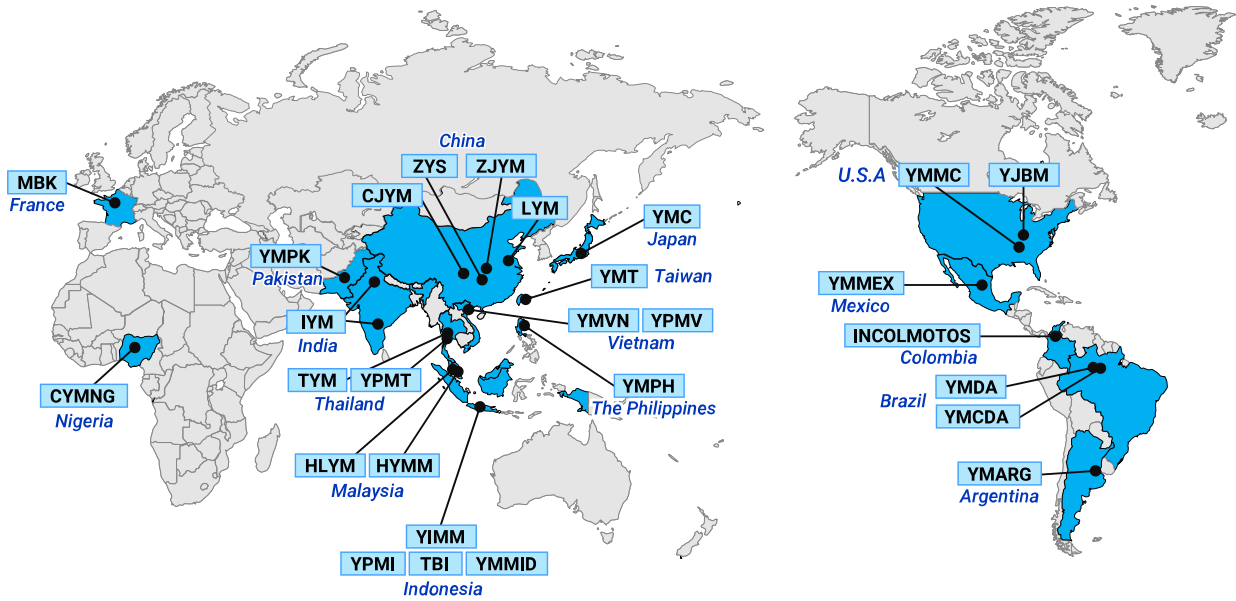 China
ZYS ZJYM
CJYM
LYM
MBK
France
YMC
Japan
YMPK
Pakistan
YMT Taiwan
IYM
India
YMVN YPMV
Vietnam
TYM YPMT
Thailand
YMPH
The Philippines
CYMNG
Nigeria
HLYM HYMM
Malaysia
YIMM
YPMI TBI YMMID
Indonesia
U.S.A YMMC YJBM
YMMEX
Mexico
INCOLMOTOS
Colombia
YMDA
Brazil
YMCDA
YMARG
Argentina